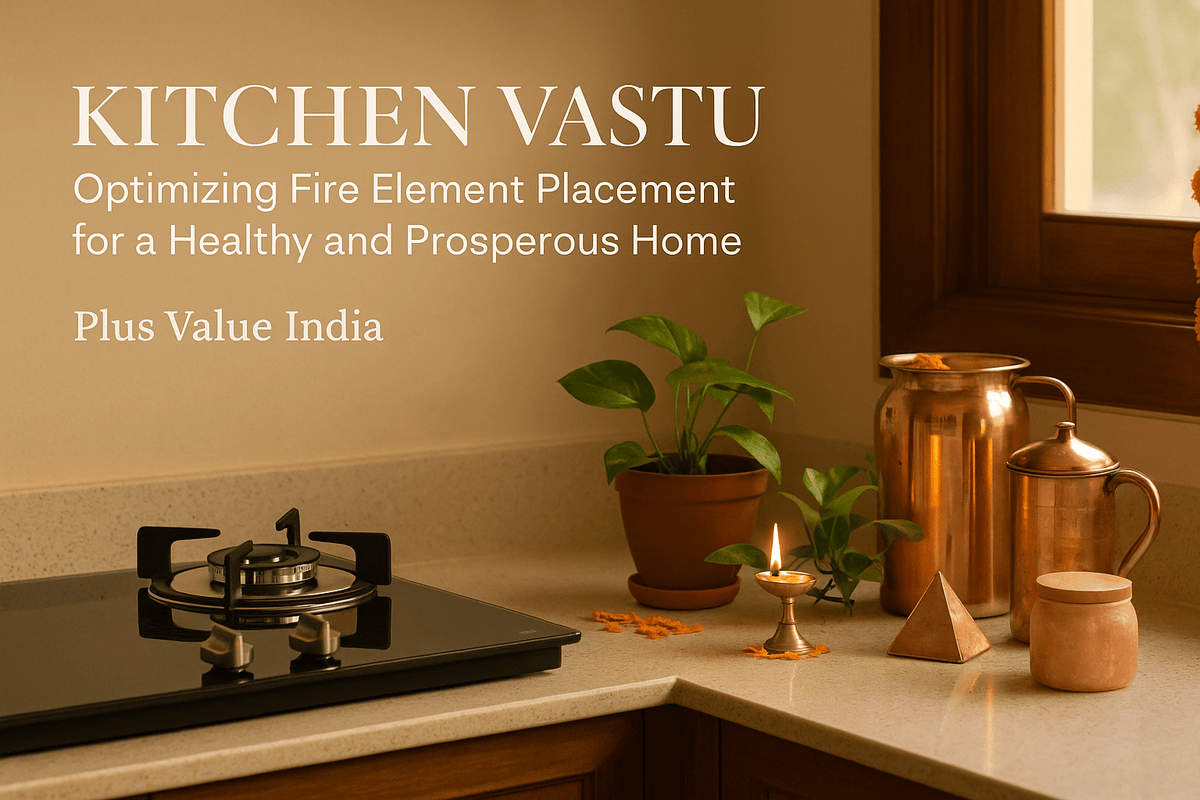 KITCHEN VASTU
Optimizing Fire Element Placement
for a Healthy and Prosperous Home
Plus Value India